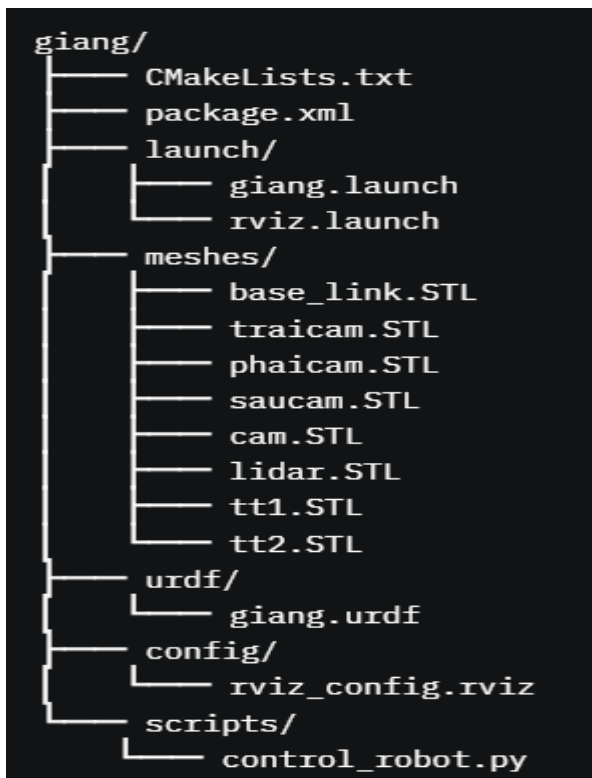 giang/
CMakeLists.txt
package.xml
launch/
giang.launch
rviz.launch
meshes/
base_link.STL
traicam.STL
phaicam.STL
saucam.STL
cam.STL
lidar.STL
tt1.STL
tt2.STL
urdf/
giang.urdf
config/
rviz_config.rviz
scripts/
control_robot.py